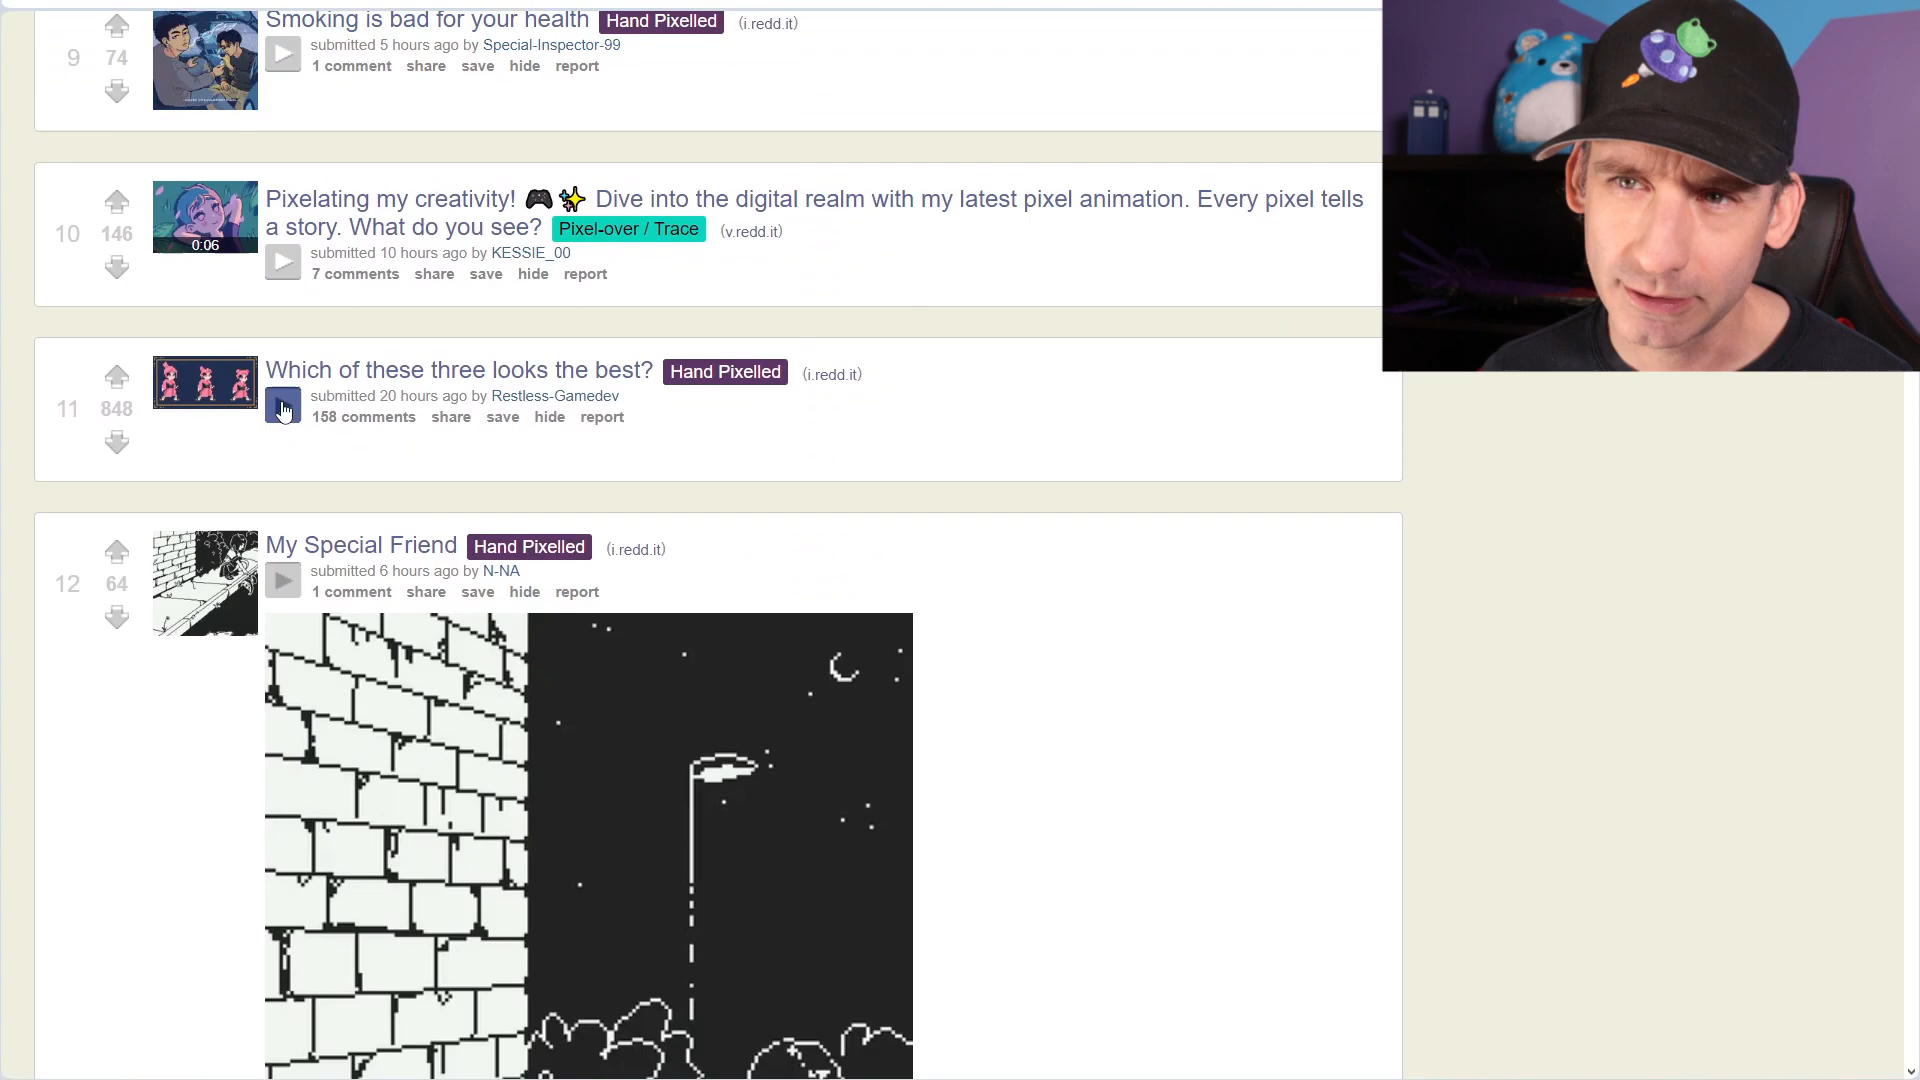 Smoking is bad for your health Hand Pixelled (i.redd.it)
9 74 submitted 5 hours ago by Special-Inspector-99
1 comment share save hide report
Pixelating my creativity! 🎮✨ Dive into the digital realm with my latest pixel animation. Every pixel tells
a story. What do you see? Pixel-over / Trace (v.redd.it)
10 146 0:06 submitted 10 hours ago by KESSIE_00
7 comments share save hide report
Which of these three looks the best? Hand Pixelled (i.redd.it)
11 848 submitted 20 hours ago by Restless-Gamedev
158 comments share save hide report
My Special Friend Hand Pixelled (i.redd.it)
12 64 submitted 6 hours ago by N-NA
1 comment share save hide report